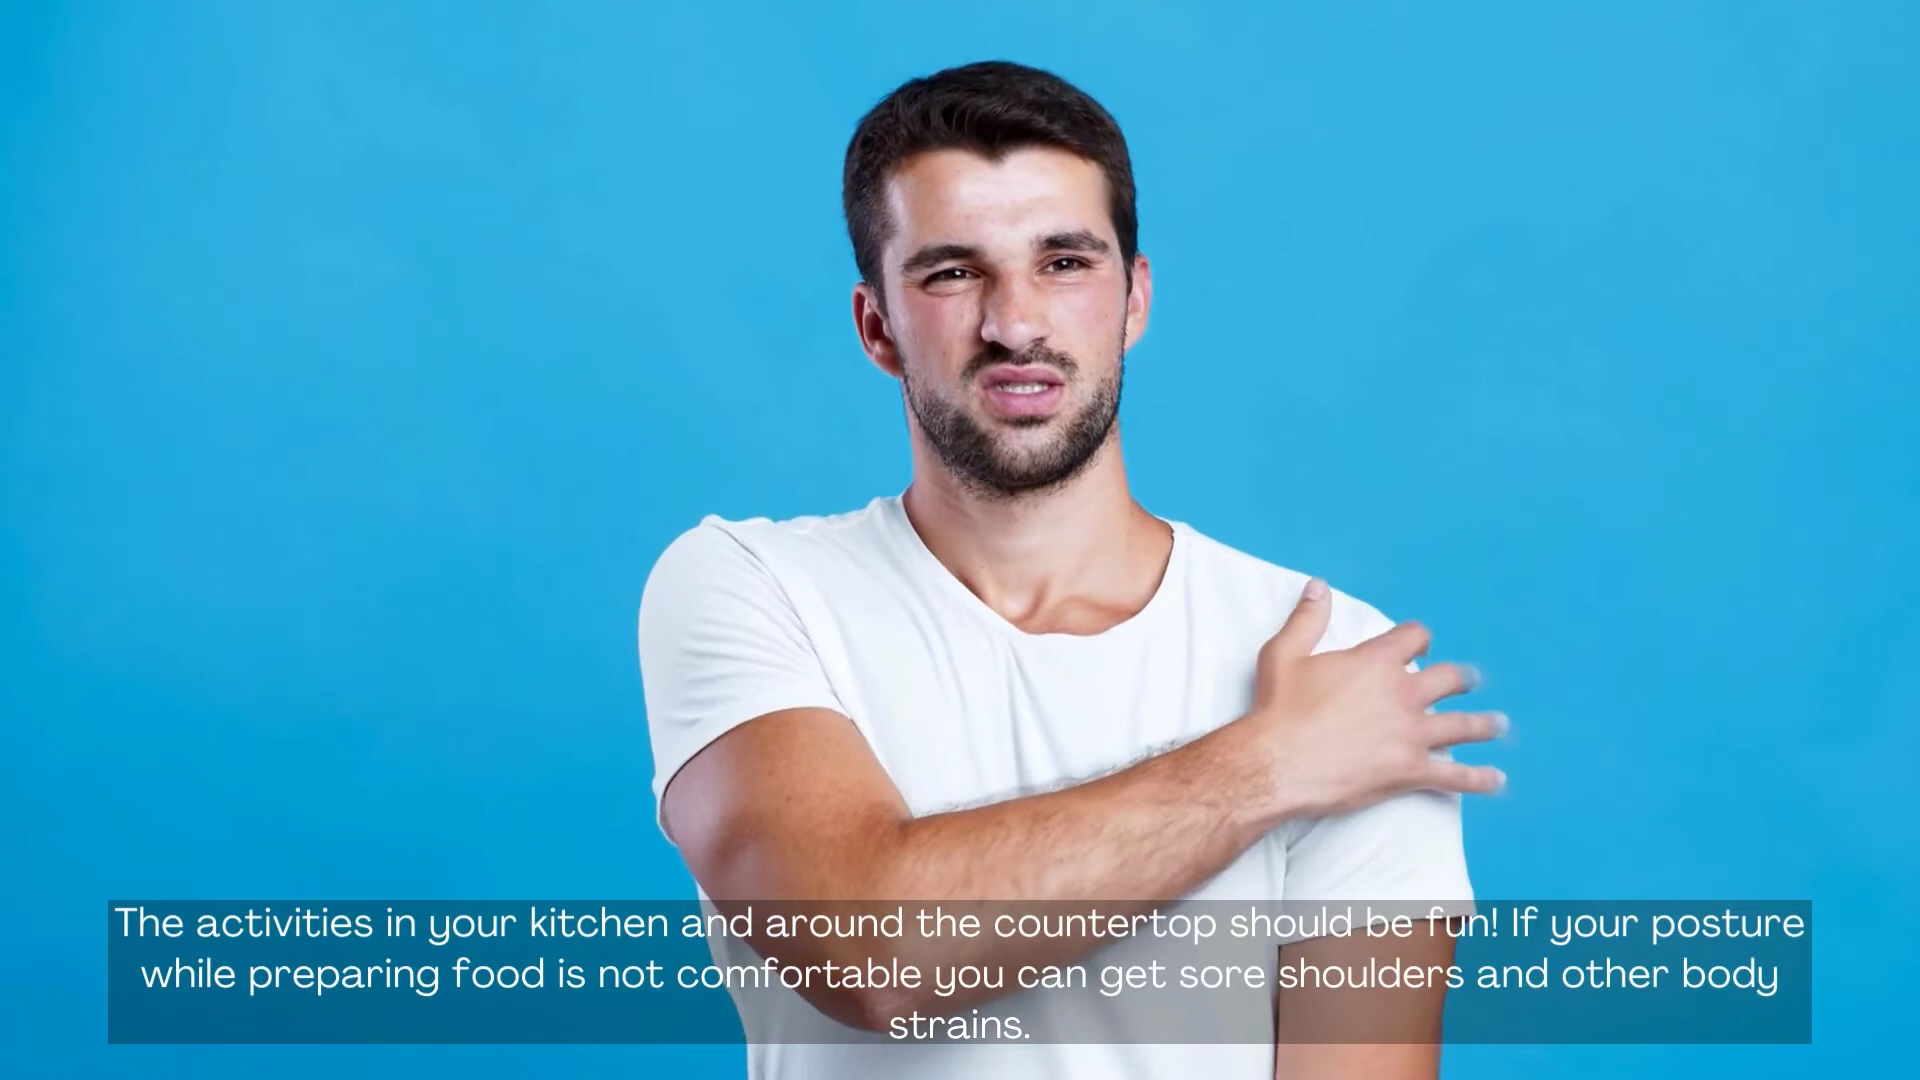 The activities in your kitchen and around the countertop should be fun! If your posture
while preparing food is not comfortable you can get sore shoulders and other body
strains.